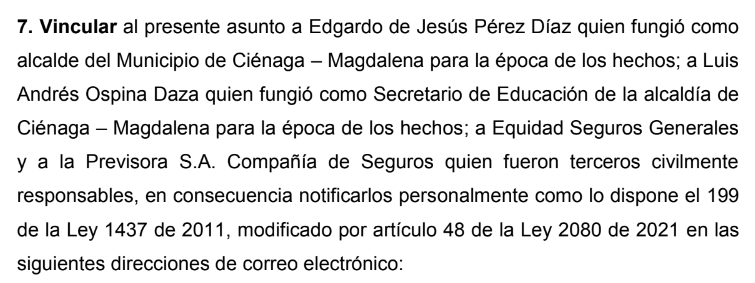 7. Vincular al presente asunto a Edgardo de Jesús Pérez Díaz quien fungió como
alcalde del Municipio de Ciénaga – Magdalena para la época de los hechos; a Luis
Andrés Ospina Daza quien fungió como Secretario de Educación de la alcaldía de
Ciénaga – Magdalena para la época de los hechos; a Equidad Seguros Generales
y a la Previsora S.A. Compañía de Seguros quien fueron terceros civilmente
responsables, en consecuencia notificarlos personalmente como lo dispone el 199
de la Ley 1437 de 2011, modificado por artículo 48 de la Ley 2080 de 2021 en las
siguientes direcciones de correo electrónico: